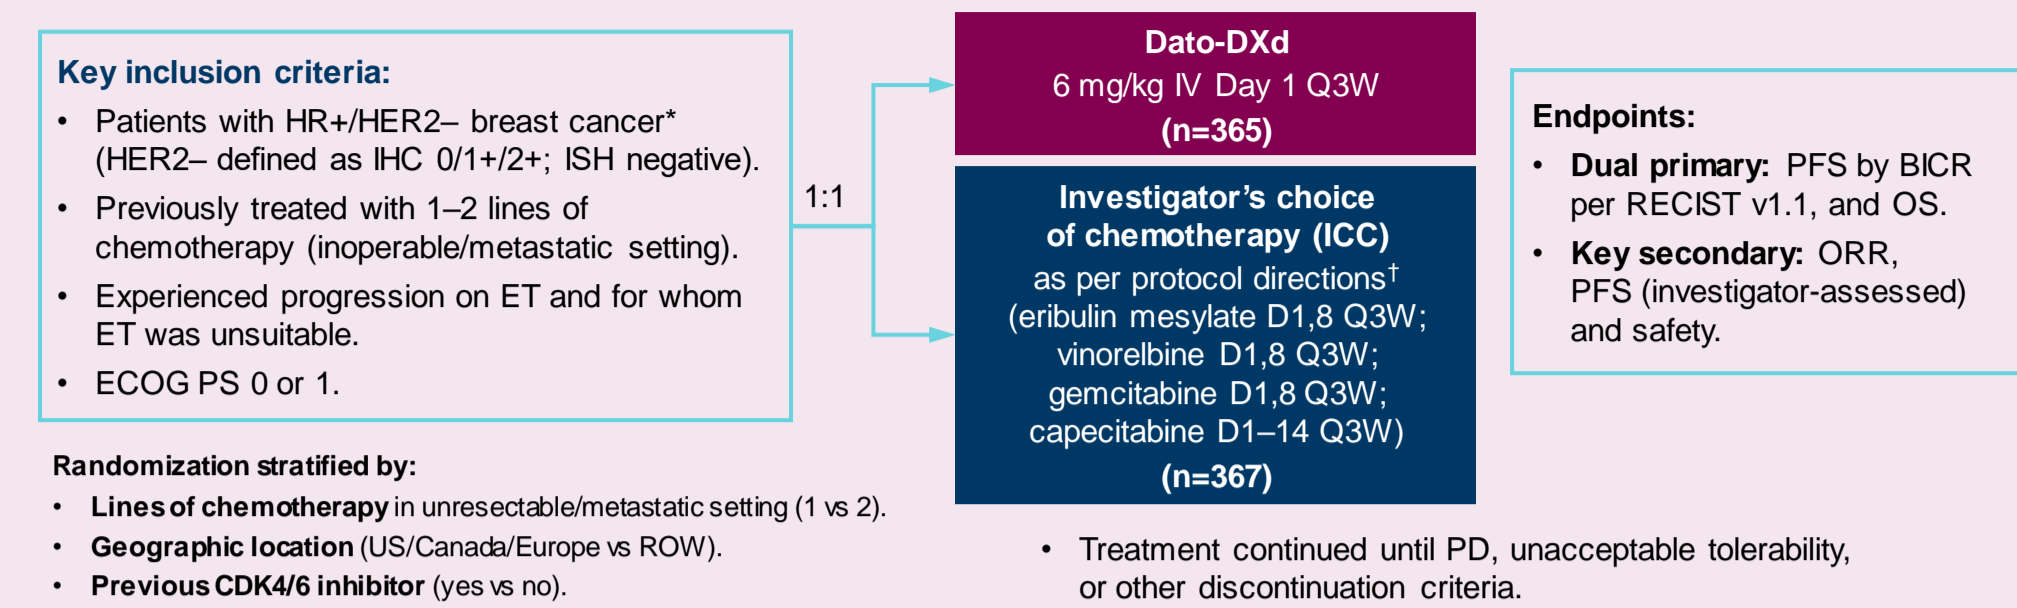 Key inclusion criteria:
• Patients with HR+/HER2– breast cancer*
(HER2– defined as IHC 0/1+/2+; ISH negative).
• Previously treated with 1–2 lines of
chemotherapy (inoperable/metastatic setting).
• Experienced progression on ET and for whom
ET was unsuitable.
• ECOG PS 0 or 1.
Randomization stratified by:
• Lines of chemotherapy in unresectable/metastatic setting (1 vs 2).
• Geographic location (US/Canada/Europe vs ROW).
• Previous CDK4/6 inhibitor (yes vs no).
1:1
Dato-DXd
6 mg/kg IV Day 1 Q3W
(n=365)
Investigator's choice
of chemotherapy (ICC)
as per protocol directions†
(eribulin mesylate D1,8 Q3W;
vinorelbine D1,8 Q3W;
gemcitabine D1,8 Q3W;
capecitabine D1–14 Q3W)
(n=367)
• Treatment continued until PD, unacceptable tolerability,
or other discontinuation criteria.
Endpoints:
• Dual primary: PFS by BICR
per RECIST v1.1, and OS.
• Key secondary: ORR,
PFS (investigator-assessed)
and safety.